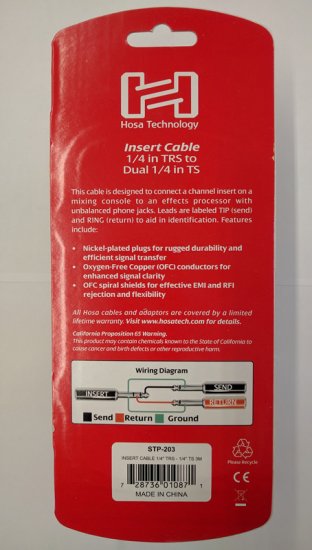 Hosa Technology
Insert Cable
1/4 in TRS to
Dual 1/4 in TS
This cable is designed to connect a channel insert on a
mixing console to an effects processor with
unbalanced phone jacks. Leads are labeled TIP (send)
and RING (return) to aid in identification. Features
include:
• Nickel-plated plugs for rugged durability and
efficient signal transfer
• Oxygen-Free Copper (OFC) conductors for
enhanced signal clarity
• OFC spiral shields for effective EMI and RFI
rejection and flexibility
All Hosa cables and adaptors are covered by a limited
lifetime warranty. Visit www.hosatech.com for details.
California Proposition 65 Warning.
This product may contain chemicals known to the State of California to
cause cancer and birth defects or other reproductive harm.
Wiring Diagram
INSERT
SEND
RETURN
Send Return Ground
STP-203
INSERT CABLE 1/4" TRS - 1/4" TS 3M
7 28736 01087 1
MADE IN CHINA
Please Recycle
CE